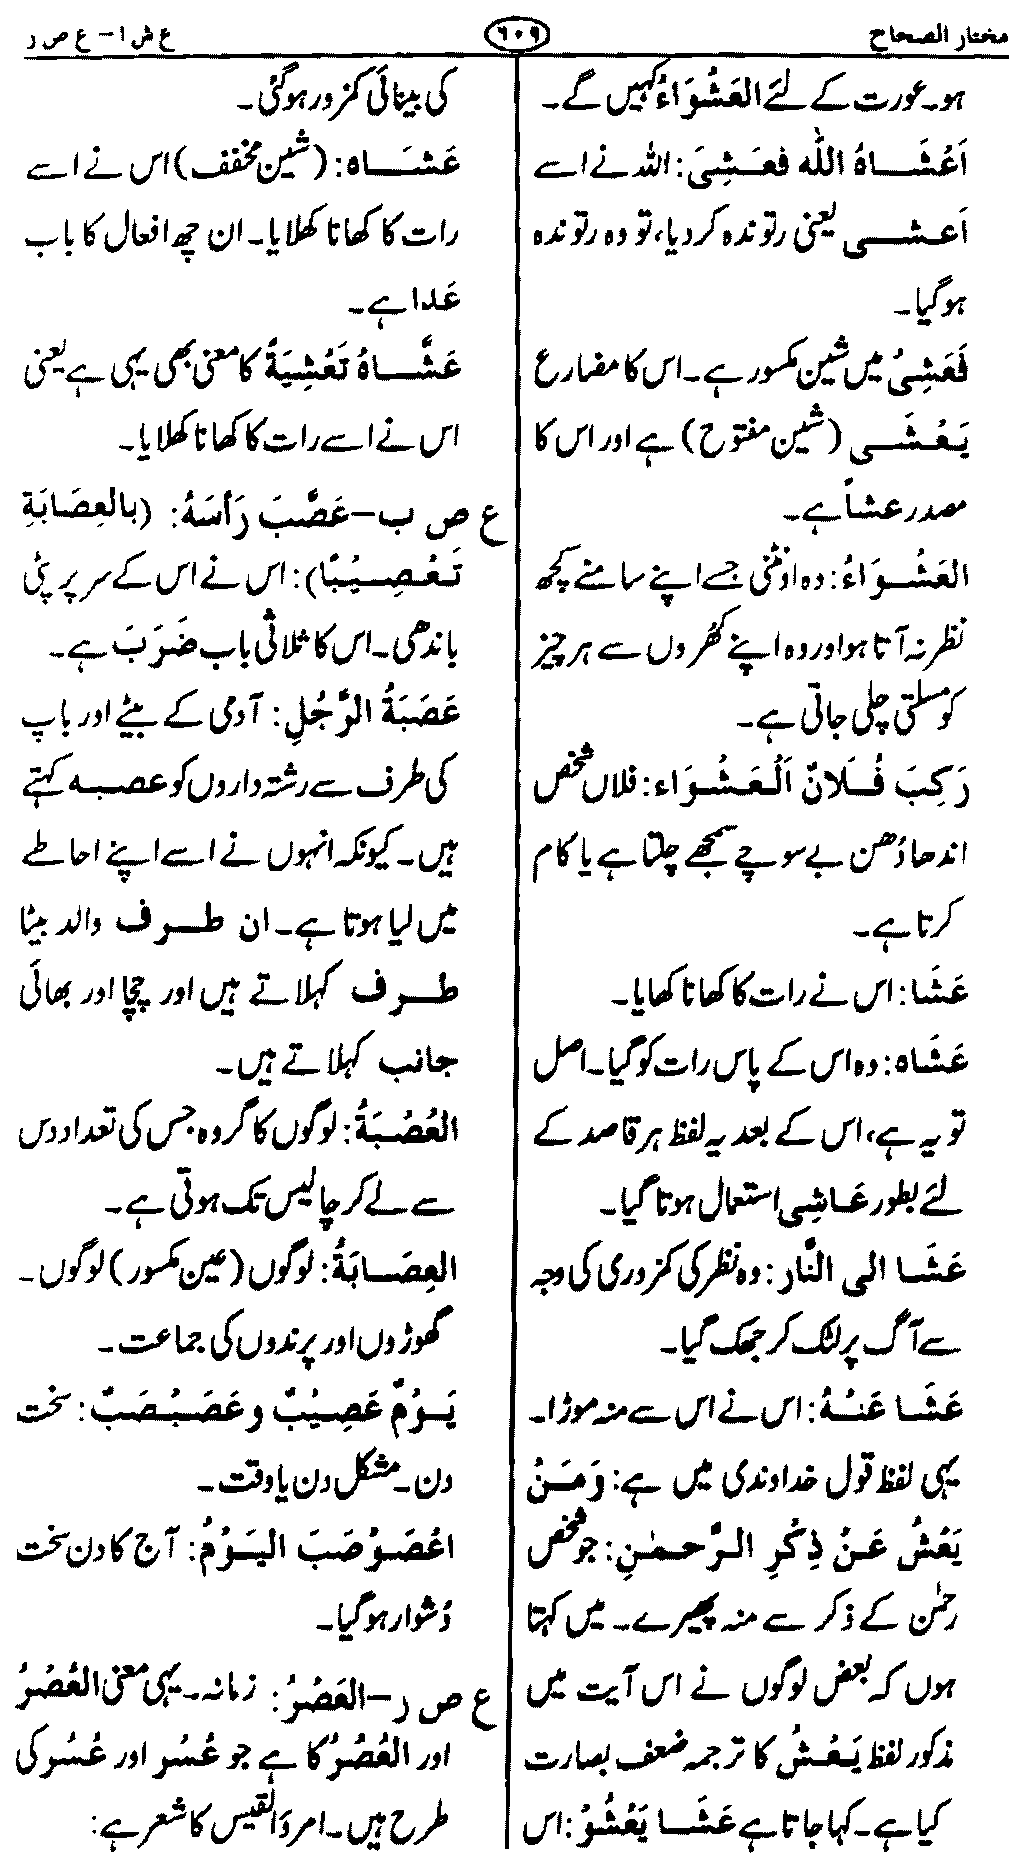 مختار الصحاح
٦٠٩
ع ش ا – ع ص ر
ہو۔ عورت کے لئے العَشْوَاءُ کہیں گے۔
اَعْشَاهُ اللّٰه فَعَشِیَ: اللہ نے اسے
اَعشٰی یعنی رتوندہ کر دیا، تو وہ رتوندہ
ہوگیا۔
فَعَشِیَ میں شین مکسور ہے۔ اس کا مضارع
یَعْشَی (شین مفتوح) ہے اور اس کا
مصدر عشاً ہے۔
العَشْوَاءُ: وہ اونٹنی جسے اپنے سامنے کچھ
نظر نہ آتا ہو اور وہ اپنے کھُروں سے ہر چیز
کو مسلتی چلی جاتی ہے۔
رَکِبَ فُلَانٌ اَلْعَشْوَاء: فلاں شخص
اندھا دُھن بے سوچے سمجھے چلتا ہے یا کام
کرتا ہے۔
عَشَا: اس نے رات کا کھانا کھایا۔
عَشَاہ: وہ اس کے پاس رات کو گیا۔ اصل
تو یہ ہے، اس کے بعد یہ لفظ ہر قاصد کے
لئے بطور عَاشِی استعمال ہوتا گیا۔
عَشَا الی النَّار: وہ نظر کی کمزوری کی وجہ
سے آگ پر لٹک کر جھک گیا۔
عَشَا عَنْهُ: اس نے اس سے منہ موڑا۔
یہی لفظ قول خداوندی میں ہے: وَمَنْ
یَعْشُ عَنْ ذِکْرِ الرَّحمٰنِ: جو شخص
رحمٰن کے ذکر سے منہ پھیرے۔ میں کہتا
ہوں کہ بعض لوگوں نے اس آیت میں
مذکور لفظ یَعْشُ کا ترجمہ ضعف بصارت
کیا ہے۔ کہا جاتا ہے عَشَا یَعْشُوْ: اس
کی بینائی کمزور ہوگئی۔
عَشَاہ: (شین مخفف) اس نے اسے
رات کا کھانا کھلایا۔ ان چھ افعال کا باب
عَدا ہے۔
عَشَّاهُ تَعْشِیَةً کا معنی بھی یہی ہے یعنی
اس نے اسے رات کا کھانا کھلایا۔
ع ص ب – عَصَّبَ رَأسَهُ: (بالعِصَابَةِ
تَعْصِیْبًا): اس نے اس کے سر پر پٹی
باندھی۔ اس کا ثلاثی باب ضَرَبَ ہے۔
عَصَبَةُ الرَّجُلِ: آدمی کے بیٹے اور باپ
کی طرف سے رشتہ داروں کو عصبہ کہتے
ہیں۔ کیونکہ انہوں نے اسے اپنے احاطے
میں لیا ہوتا ہے۔ ان طرف والد بیٹا
طرف کہلاتے ہیں اور چچا اور بھائی
جانب کہلاتے ہیں۔
العُصْبَةُ: لوگوں کا گروہ جس کی تعداد دس
سے لے کر چالیس تک ہوتی ہے۔
العِصَابَةُ: لوگوں (عین مکسور) لوگوں۔
گھوڑوں اور پرندوں کی جماعت۔
یَوْمٌ عَصِیْبٌ و عَصَبْصَبٌ: سخت
دن۔ مشکل دن یا وقت۔
اعْصَوْصَبَ الیَوْمُ: آج کا دن سخت
دُشوار ہوگیا۔
ع ص ر – العَصْرُ: زمانہ۔ یہی معنی العُصْرُ
اور العُصُرُ کا ہے جو عُسْر اور عُسُر کی
طرح ہیں۔ امرؤالقیس کا شعر ہے: